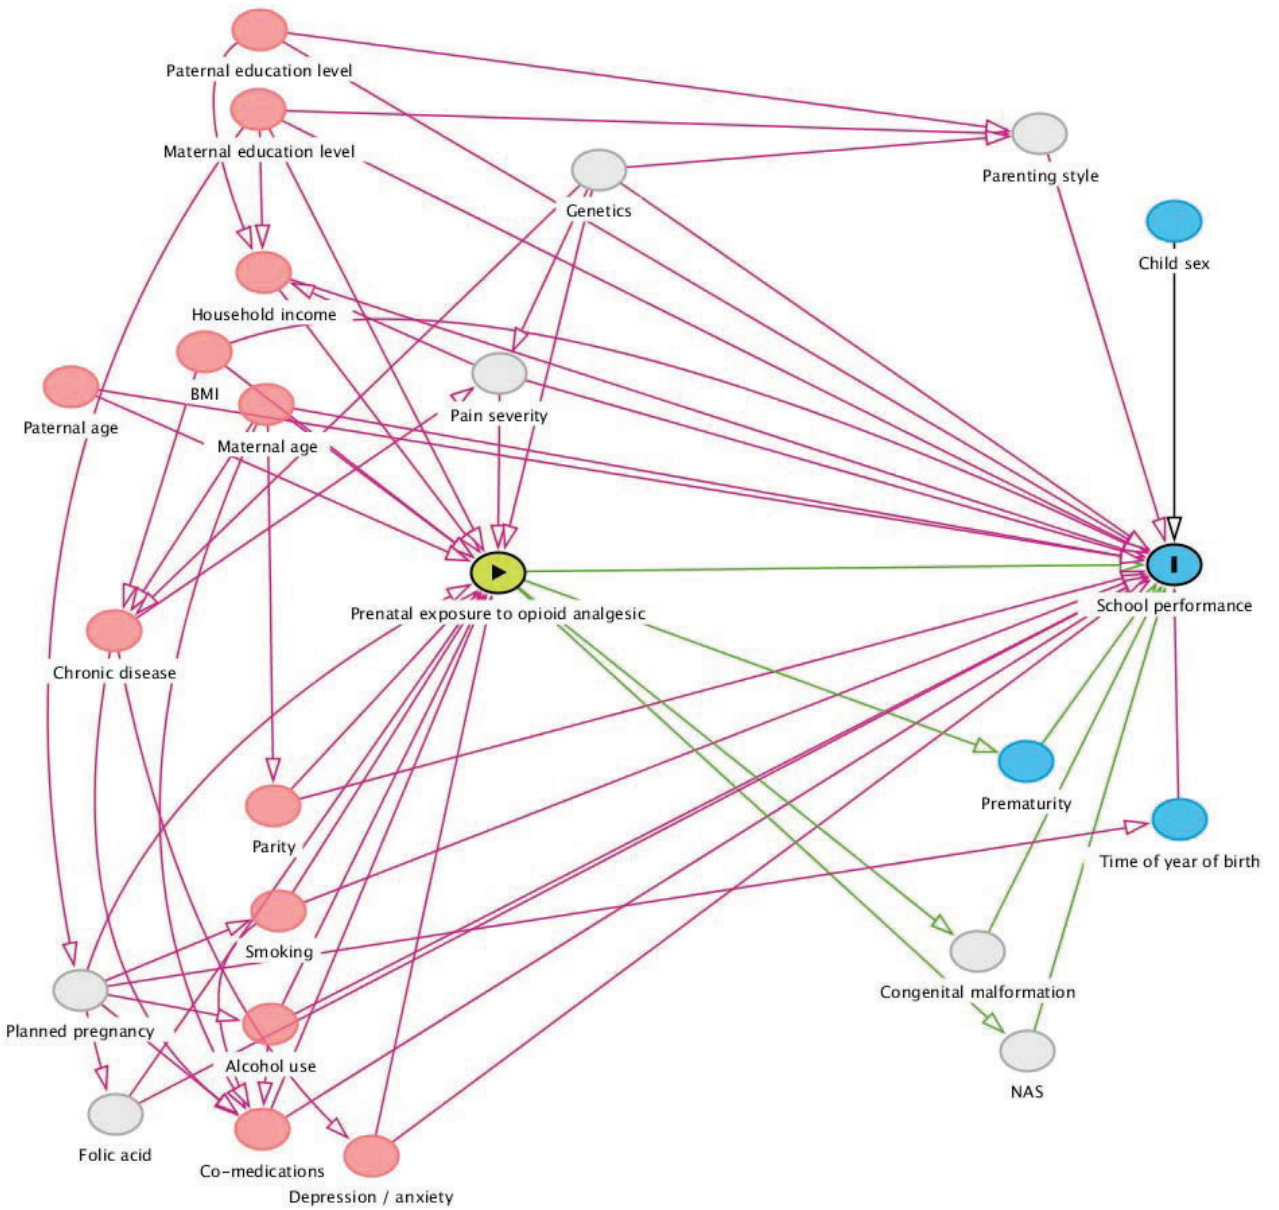 Paternal education level
Maternal education level
Parenting style
Genetics
Child sex
Household income
BMI
Pain severity
Paternal age
Maternal age
School performance
Prenatal exposure to opioid analgesic
Chronic disease
Prematurity
Parity
Time of year of birth
Smoking
Congenital malformation
Planned pregnancy
Alcohol use
NAS
Folic acid
Co-medications
Depression / anxiety